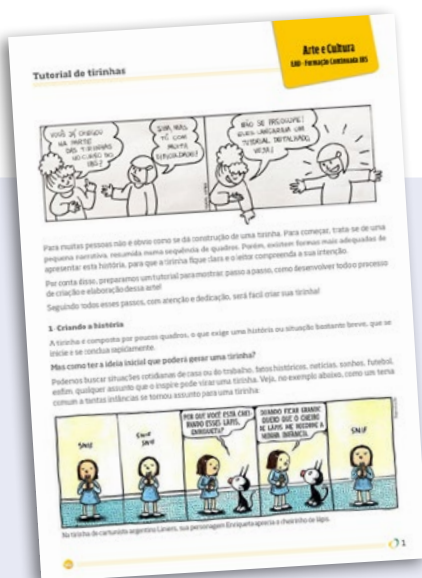 Arte e Cultura
EAD - Formação Continuada IBS
Tutorial de tirinhas
VOCÊ JÁ CHEGOU
NA PARTE
DAS TIRINHAS
NO CURSO DO
IBS?
SIM, MAS
TÔ COM
MUITA
DIFICULDADE!
NÃO SE PREOCUPE!
ELES LANÇARAM UM
TUTORIAL DETALHADO.
VEJA!
Para muitas pessoas não é óbvio como se dá construção de uma tirinha. Para começar, trata-se de uma
pequena narrativa, resumida numa sequência de quadros. Porém, existem formas mais adequadas de
apresentar esta história, para que a tirinha fique clara e o leitor compreenda a sua intenção.
Por conta disso, preparamos um tutorial para mostrar, passo a passo, como desenvolver todo o processo
de criação e elaboração dessa arte!
Seguindo todos esses passos, com atenção e dedicação, será fácil criar sua tirinha!
1- Criando a história
A tirinha é composta por poucos quadros, o que exige uma história ou situação bastante breve, que se
inicie e se conclua rapidamente.
Mas como ter a ideia inicial que poderá gerar uma tirinha?
Podemos buscar situações cotidianas de casa ou do trabalho, fatos históricos, notícias, sonhos, futebol,
enfim, qualquer assunto que o inspire pode virar uma tirinha. Veja, no exemplo abaixo, como um tema
comum a tantas infâncias se tornou assunto para uma tirinha.
SNIF
SNIF
SNIF
POR QUE VOCÊ ESTÁ CHEI-
RANDO ESSES LÁPIS,
ENRIQUETA?
QUANDO FICAR GRANDE
QUERO QUE O CHEIRO
DE LÁPIS ME RECORDE A
MINHA INFÂNCIA.
SNIF
Na tirinha do cartunista argentino Liniers, sua personagem Enriqueta aprecia o cheirinho de lápis.
1